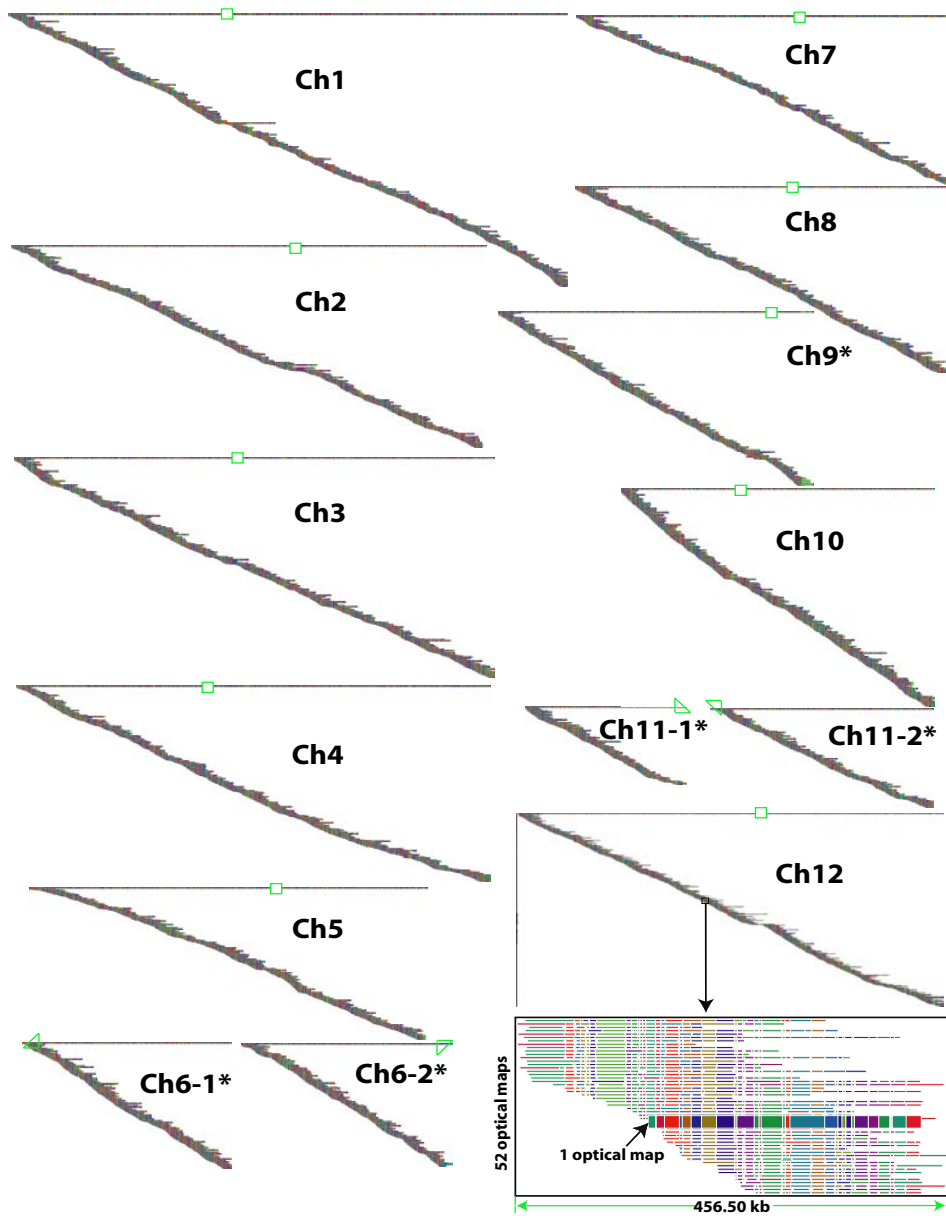 Ch1
Ch2
Ch3
Ch4
Ch5
Ch6-1*
Ch6-2*
Ch7
Ch8
Ch9*
Ch10
Ch11-1*
Ch11-2*
Ch12
52 optical maps
1 optical map
456.50 kb